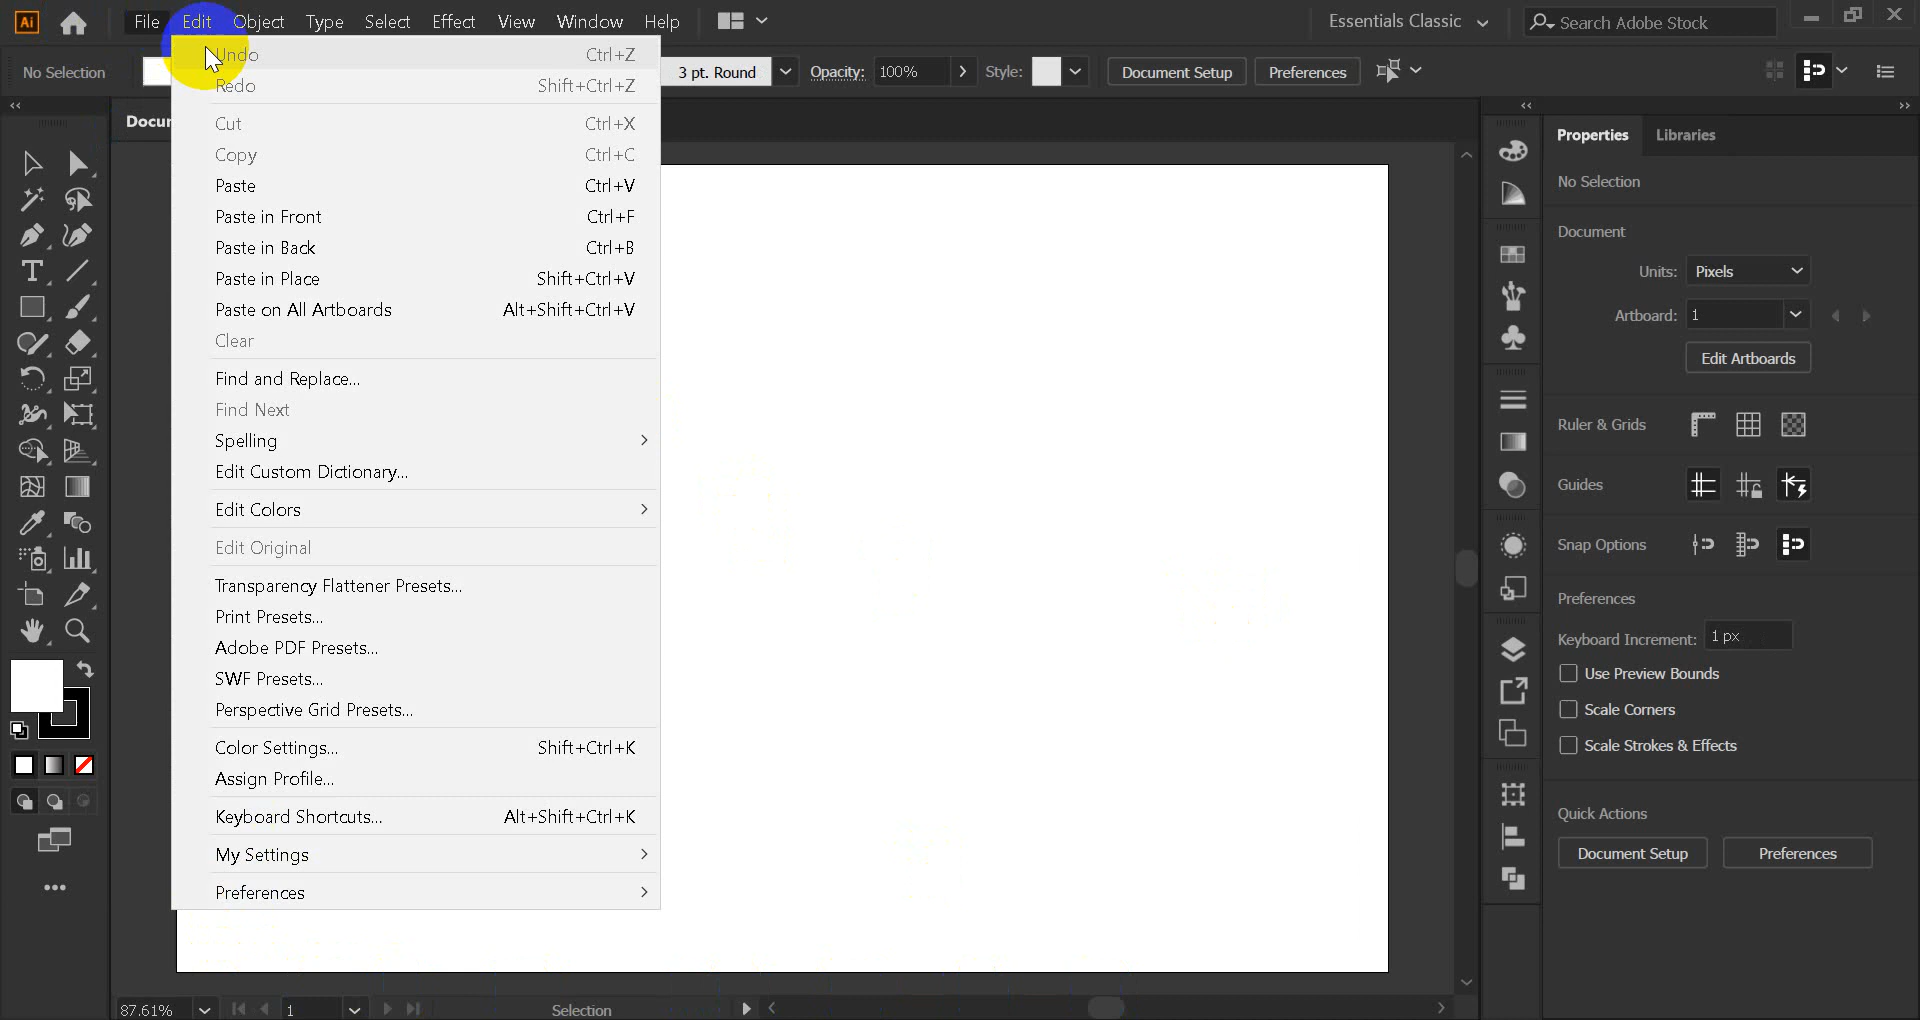 Ai File Edit Object Type Select Effect View Window Help Essentials Classic Search Adobe Stock
No Selection 3 pt. Round Opacity: 100% Style: Document Setup Preferences
Undo Ctrl+Z
Redo Shift+Ctrl+Z
Cut Ctrl+X
Copy Ctrl+C
Paste Ctrl+V
Paste in Front Ctrl+F
Paste in Back Ctrl+B
Paste in Place Shift+Ctrl+V
Paste on All Artboards Alt+Shift+Ctrl+V
Clear
Find and Replace...
Find Next
Spelling
Edit Custom Dictionary...
Edit Colors
Edit Original
Transparency Flattener Presets...
Print Presets...
Adobe PDF Presets...
SWF Presets...
Perspective Grid Presets...
Color Settings... Shift+Ctrl+K
Assign Profile...
Keyboard Shortcuts... Alt+Shift+Ctrl+K
My Settings
Preferences
Properties Libraries
No Selection
Document
Units: Pixels
Artboard: 1
Edit Artboards
Ruler & Grids
Guides
Snap Options
Preferences
Keyboard Increment: 1 px
Use Preview Bounds
Scale Corners
Scale Strokes & Effects
Quick Actions
Document Setup Preferences
87.61% 1 Selection